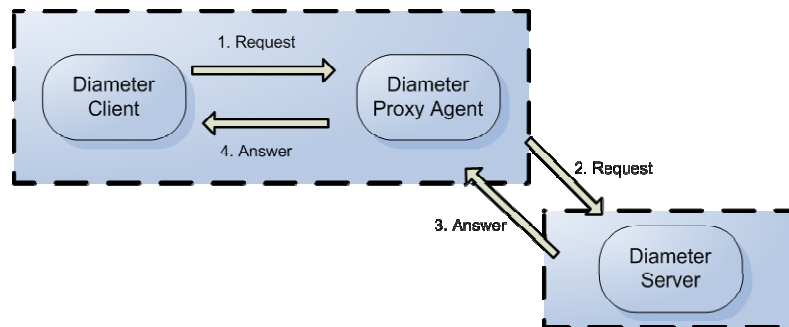 1. Request
Diameter
Client
Diameter
Proxy Agent
4. Answer
2. Request
3. Answer
Diameter
Server